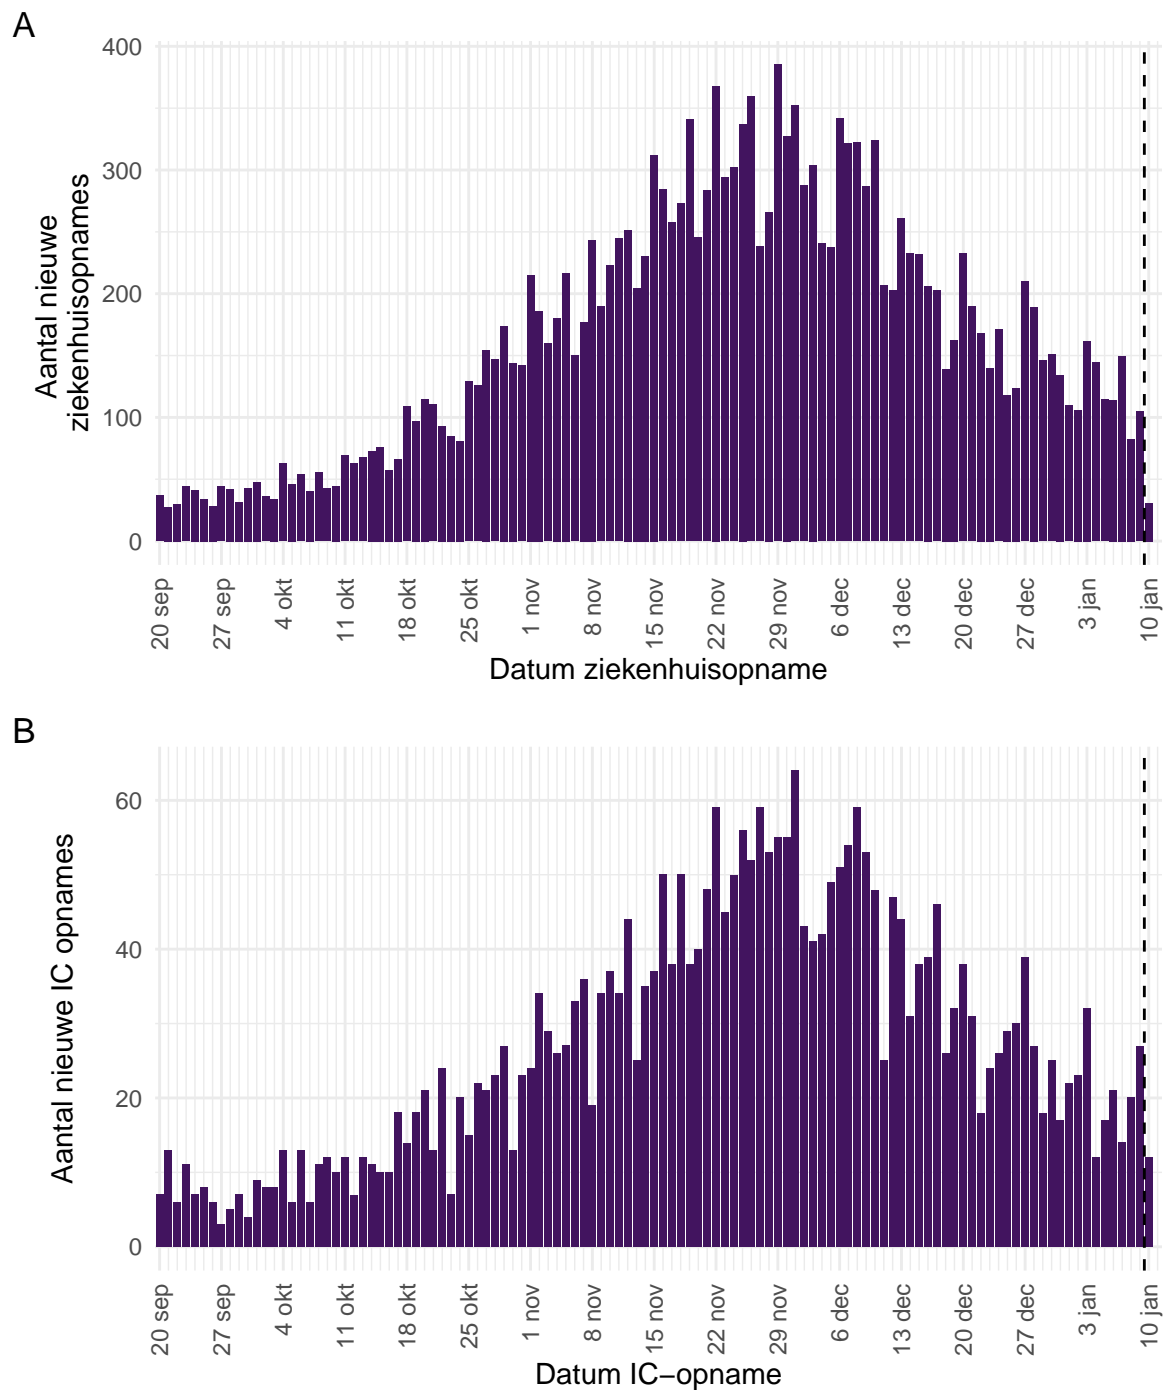 A
400
300
200
100
0
Aantal nieuwe
ziekenhuisopnames
20 sep
27 sep
4 okt
11 okt
18 okt
25 okt
1 nov
8 nov
15 nov
22 nov
29 nov
6 dec
13 dec
20 dec
27 dec
3 jan
10 jan
Datum ziekenhuisopname
B
60
40
20
0
Aantal nieuwe IC opnames
20 sep
27 sep
4 okt
11 okt
18 okt
25 okt
1 nov
8 nov
15 nov
22 nov
29 nov
6 dec
13 dec
20 dec
27 dec
3 jan
10 jan
Datum IC−opname